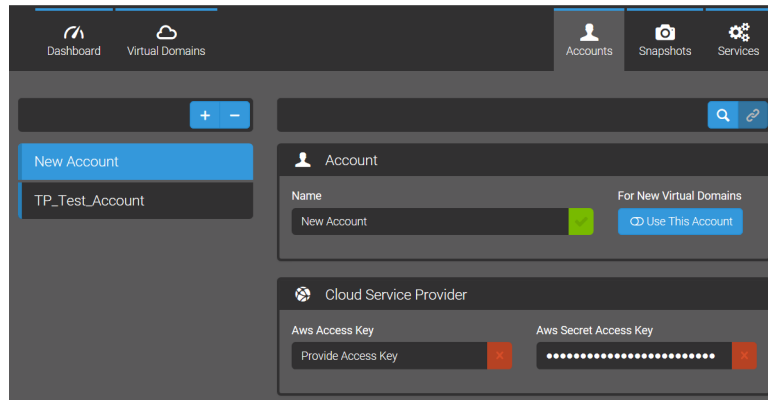 Dashboard
Virtual Domains
Accounts
Snapshots
Services
+ −
New Account
TP_Test_Account
Account
Name
For New Virtual Domains
New Account
Use This Account
Cloud Service Provider
Aws Access Key
Aws Secret Access Key
Provide Access Key
••••••••••••••••••••••••••